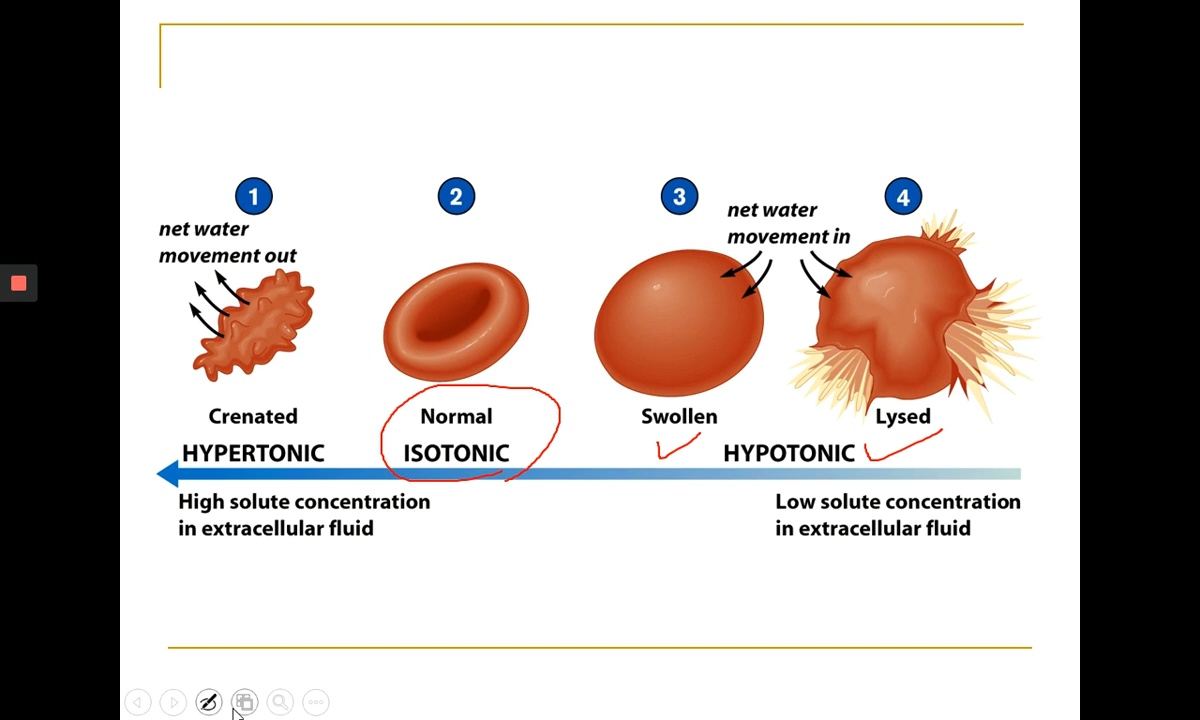 1
2
3
4
net water
movement out
net water
movement in
Crenated
Normal
Swollen
Lysed
HYPERTONIC
ISOTONIC
HYPOTONIC
High solute concentration
in extracellular fluid
Low solute concentration
in extracellular fluid